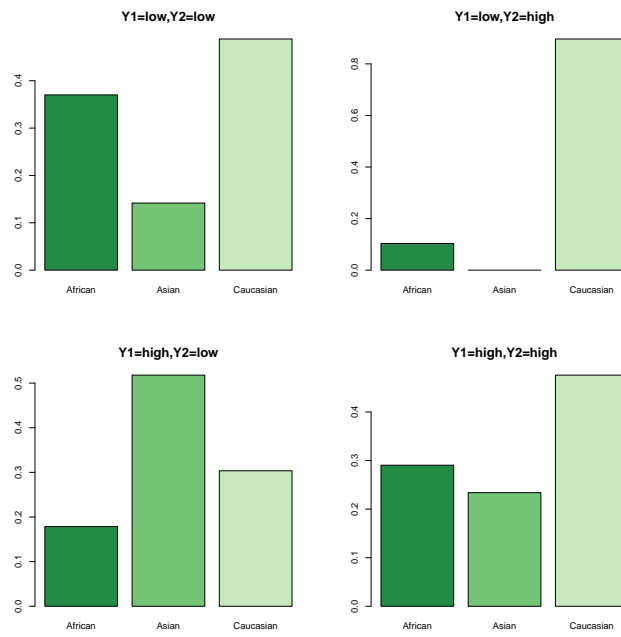 Y1=low,Y2=low
0.0 0.1 0.2 0.3 0.4
African Asian Caucasian
Y1=low,Y2=high
0.0 0.2 0.4 0.6 0.8
African Asian Caucasian
Y1=high,Y2=low
0.0 0.1 0.2 0.3 0.4 0.5
African Asian Caucasian
Y1=high,Y2=high
0.0 0.1 0.2 0.3 0.4
African Asian Caucasian